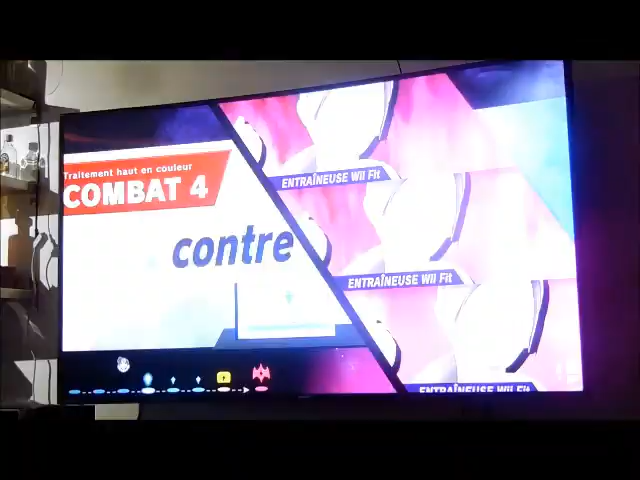 Traitement haut en couleur
COMBAT 4
contre
ENTRAÎNEUSE Wii Fit
ENTRAÎNEUSE Wii Fit
ENTRAÎNEUSE Wii Fit